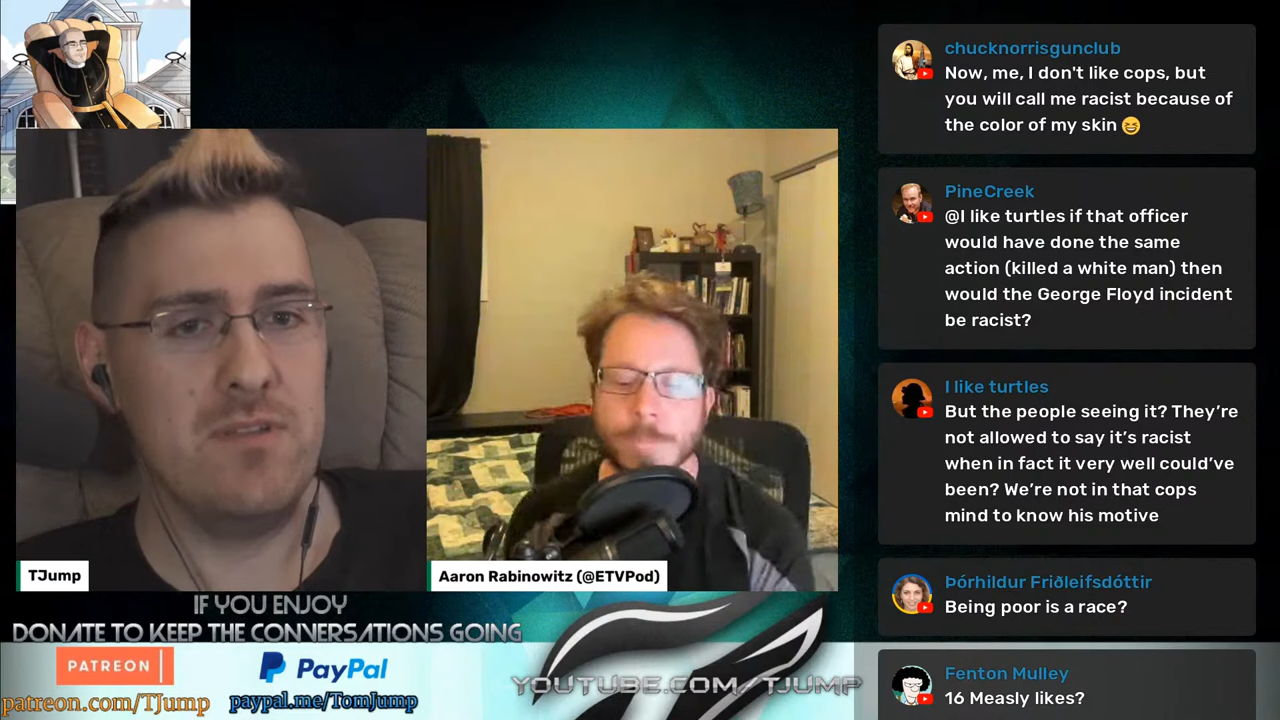 TJump
Aaron Rabinowitz (@ETVPod)
IF YOU ENJOY
DONATE TO KEEP THE CONVERSATIONS GOING
PATREON
PayPal
patreon.com/TJump
paypal.me/TomJump
YOUTUBE.COM/TJUMP
chucknorrisgunclub
Now, me, I don't like cops, but
you will call me racist because of
the color of my skin 😆
PineCreek
@I like turtles if that officer
would have done the same
action (killed a white man) then
would the George Floyd incident
be racist?
I like turtles
But the people seeing it? They’re
not allowed to say it’s racist
when in fact it very well could’ve
been? We’re not in that cops
mind to know his motive
Þórhildur Friðleifsdóttir
Being poor is a race?
Fenton Mulley
16 Measly likes?